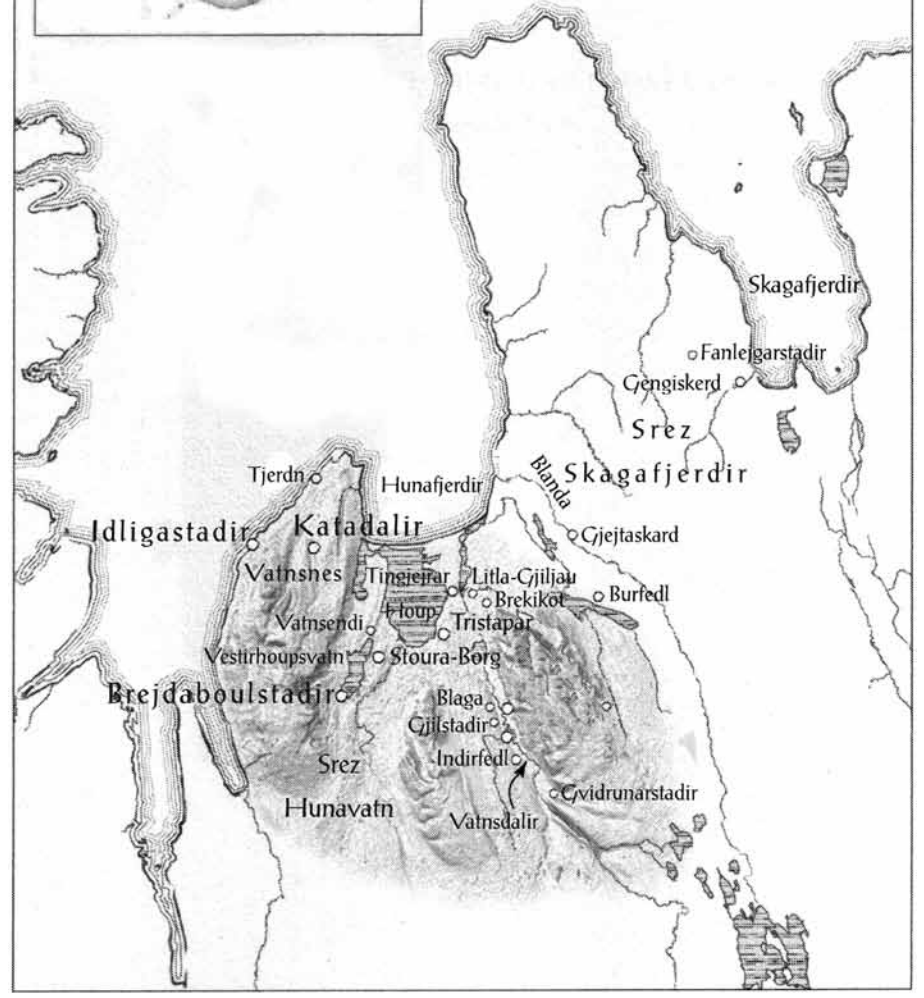 Skagafjerdir
Fanlejgarstadir
Gengiskerd
Srez
Skagafjerdir
Blanda
Tjerdn
Hunafjerdir
Idligastadir
Katadalir
Gjejtaskard
Vatnsnes
Tingjejrar
Litla-Gjiljau
Burfedl
Houp
Brekikot
Vatnsendi
Tristapar
Vestirhoupsvatn
Stoura-Borg
Brejdaboulstadir
Blaga
Gjilstadir
Indirfedl
Srez
Hunavatn
Gvidrunarstadir
Vatnsdalir